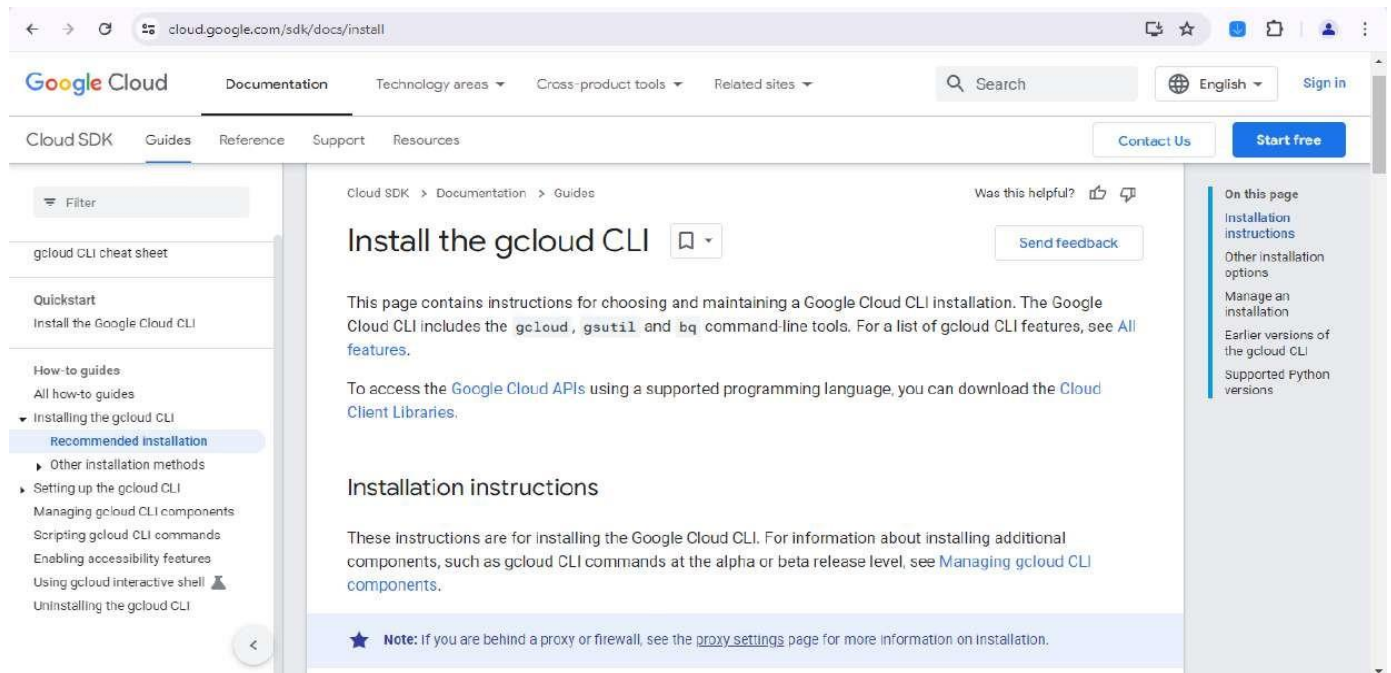 cloud.google.com/sdk/docs/install
Google Cloud
Documentation
Technology areas
Cross-product tools
Related sites
Search
English
Sign in
Cloud SDK
Guides
Reference
Support
Resources
Contact Us
Start free
Filter
gcloud CLI cheat sheet
Quickstart
Install the Google Cloud CLI
How-to guides
All how-to guides
Installing the gcloud CLI
Recommended installation
Other installation methods
Setting up the gcloud CLI
Managing gcloud CLI components
Scripting gcloud CLI commands
Enabling accessibility features
Using gcloud interactive shell
Uninstalling the gcloud CLI
Cloud SDK > Documentation > Guides
Was this helpful?
Install the gcloud CLI
Send feedback
This page contains instructions for choosing and maintaining a Google Cloud CLI installation. The Google
Cloud CLI includes the gcloud, gsutil and bq command-line tools. For a list of gcloud CLI features, see All
features.
To access the Google Cloud APIs using a supported programming language, you can download the Cloud
Client Libraries.
Installation instructions
These instructions are for installing the Google Cloud CLI. For information about installing additional
components, such as gcloud CLI commands at the alpha or beta release level, see Managing gcloud CLI
components.
Note: If you are behind a proxy or firewall, see the proxy settings page for more information on installation.
On this page
Installation
instructions
Other installation
options
Manage an
installation
Earlier versions of
the gcloud CLI
Supported Python
versions